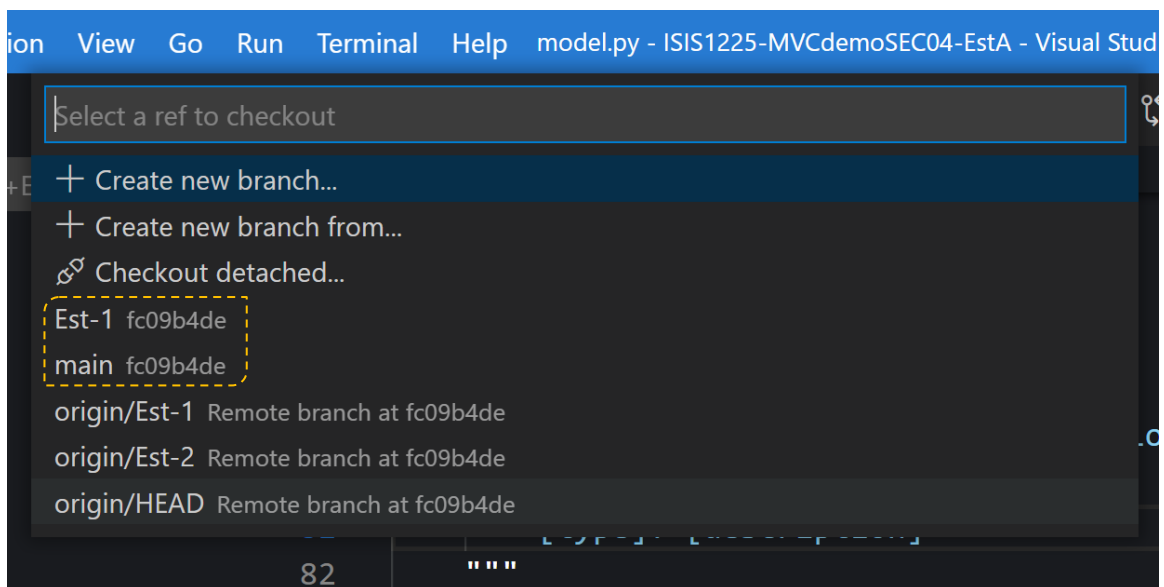 ion View Go Run Terminal Help model.py - ISIS1225-MVCdemoSEC04-EstA - Visual Stud
Select a ref to checkout
+ Create new branch...
+ Create new branch from...
Checkout detached...
Est-1 fc09b4de
main fc09b4de
origin/Est-1 Remote branch at fc09b4de
origin/Est-2 Remote branch at fc09b4de
origin/HEAD Remote branch at fc09b4de
82 """